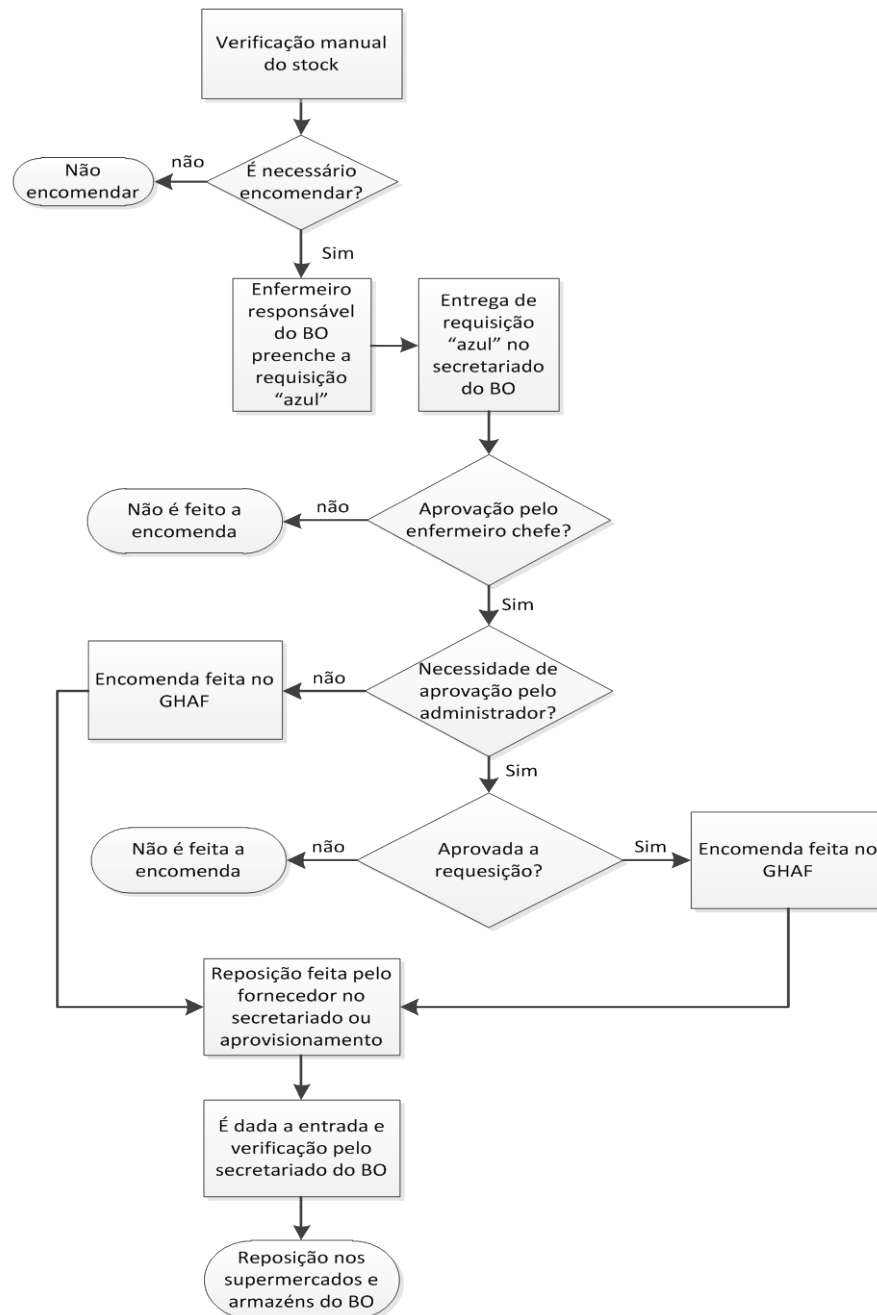 Verificação manual
do stock
não
Não
encomendar
É necessário
encomendar?
Sim
Enfermeiro
responsável
do BO
preenche a
requisição
“azul”
Entrega de
requisição
“azul” no
secretariado
do BO
Não é feito a
encomenda
não
Aprovação pelo
enfermeiro chefe?
Sim
Encomenda feita no
GHAF
não
Necessidade de
aprovação pelo
administrador?
Sim
Não é feita a
encomenda
não
Aprovada a
requesição?
Sim
Encomenda feita no
GHAF
Reposição feita pelo
fornecedor no
secretariado ou
aprovisionamento
É dada a entrada e
verificação pelo
secretariado do BO
Reposição nos
supermercados e
armazéns do BO